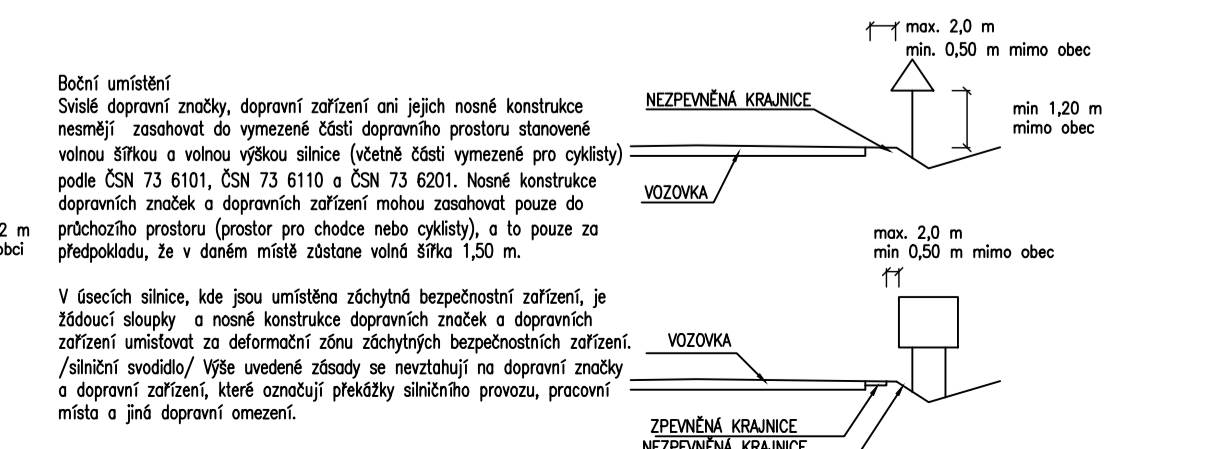 Boční umístění
Svislé dopravní značky, dopravní zařízení ani jejich nosné konstrukce
nesmějí zasahovat do vymezené části dopravního prostoru stanovené
volnou šířkou a volnou výškou silnice (včetně části vymezené pro cyklisty)
podle ČSN 73 6101, ČSN 73 6110 a ČSN 73 6201. Nosné konstrukce
dopravních značek a dopravních zařízení mohou zasahovat pouze do
průchozího prostoru (prostor pro chodce nebo cyklisty), a to pouze za
předpokladu, že v daném místě zůstane volná šířka 1,50 m.
V úsecích silnice, kde jsou umístěna záchytná bezpečnostní zařízení, je
žádoucí sloupky a nosné konstrukce dopravních značek a dopravních
zařízení umisťovat za deformační zónu záchytných bezpečnostních zařízení.
/silniční svodidlo/ Výše uvedené zásady se nevztahují na dopravní značky
a dopravní zařízení, které označují překážky silničního provozu, pracovní
místa a jiná dopravní omezení.
2 m
obci
max. 2,0 m
min. 0,50 m mimo obec
NEZPEVNĚNÁ KRAJNICE
min 1,20 m
mimo obec
VOZOVKA
max. 2,0 m
min 0,50 m mimo obec
VOZOVKA
ZPEVNĚNÁ KRAJNICE
NEZPEVNĚNÁ KRAJNICE